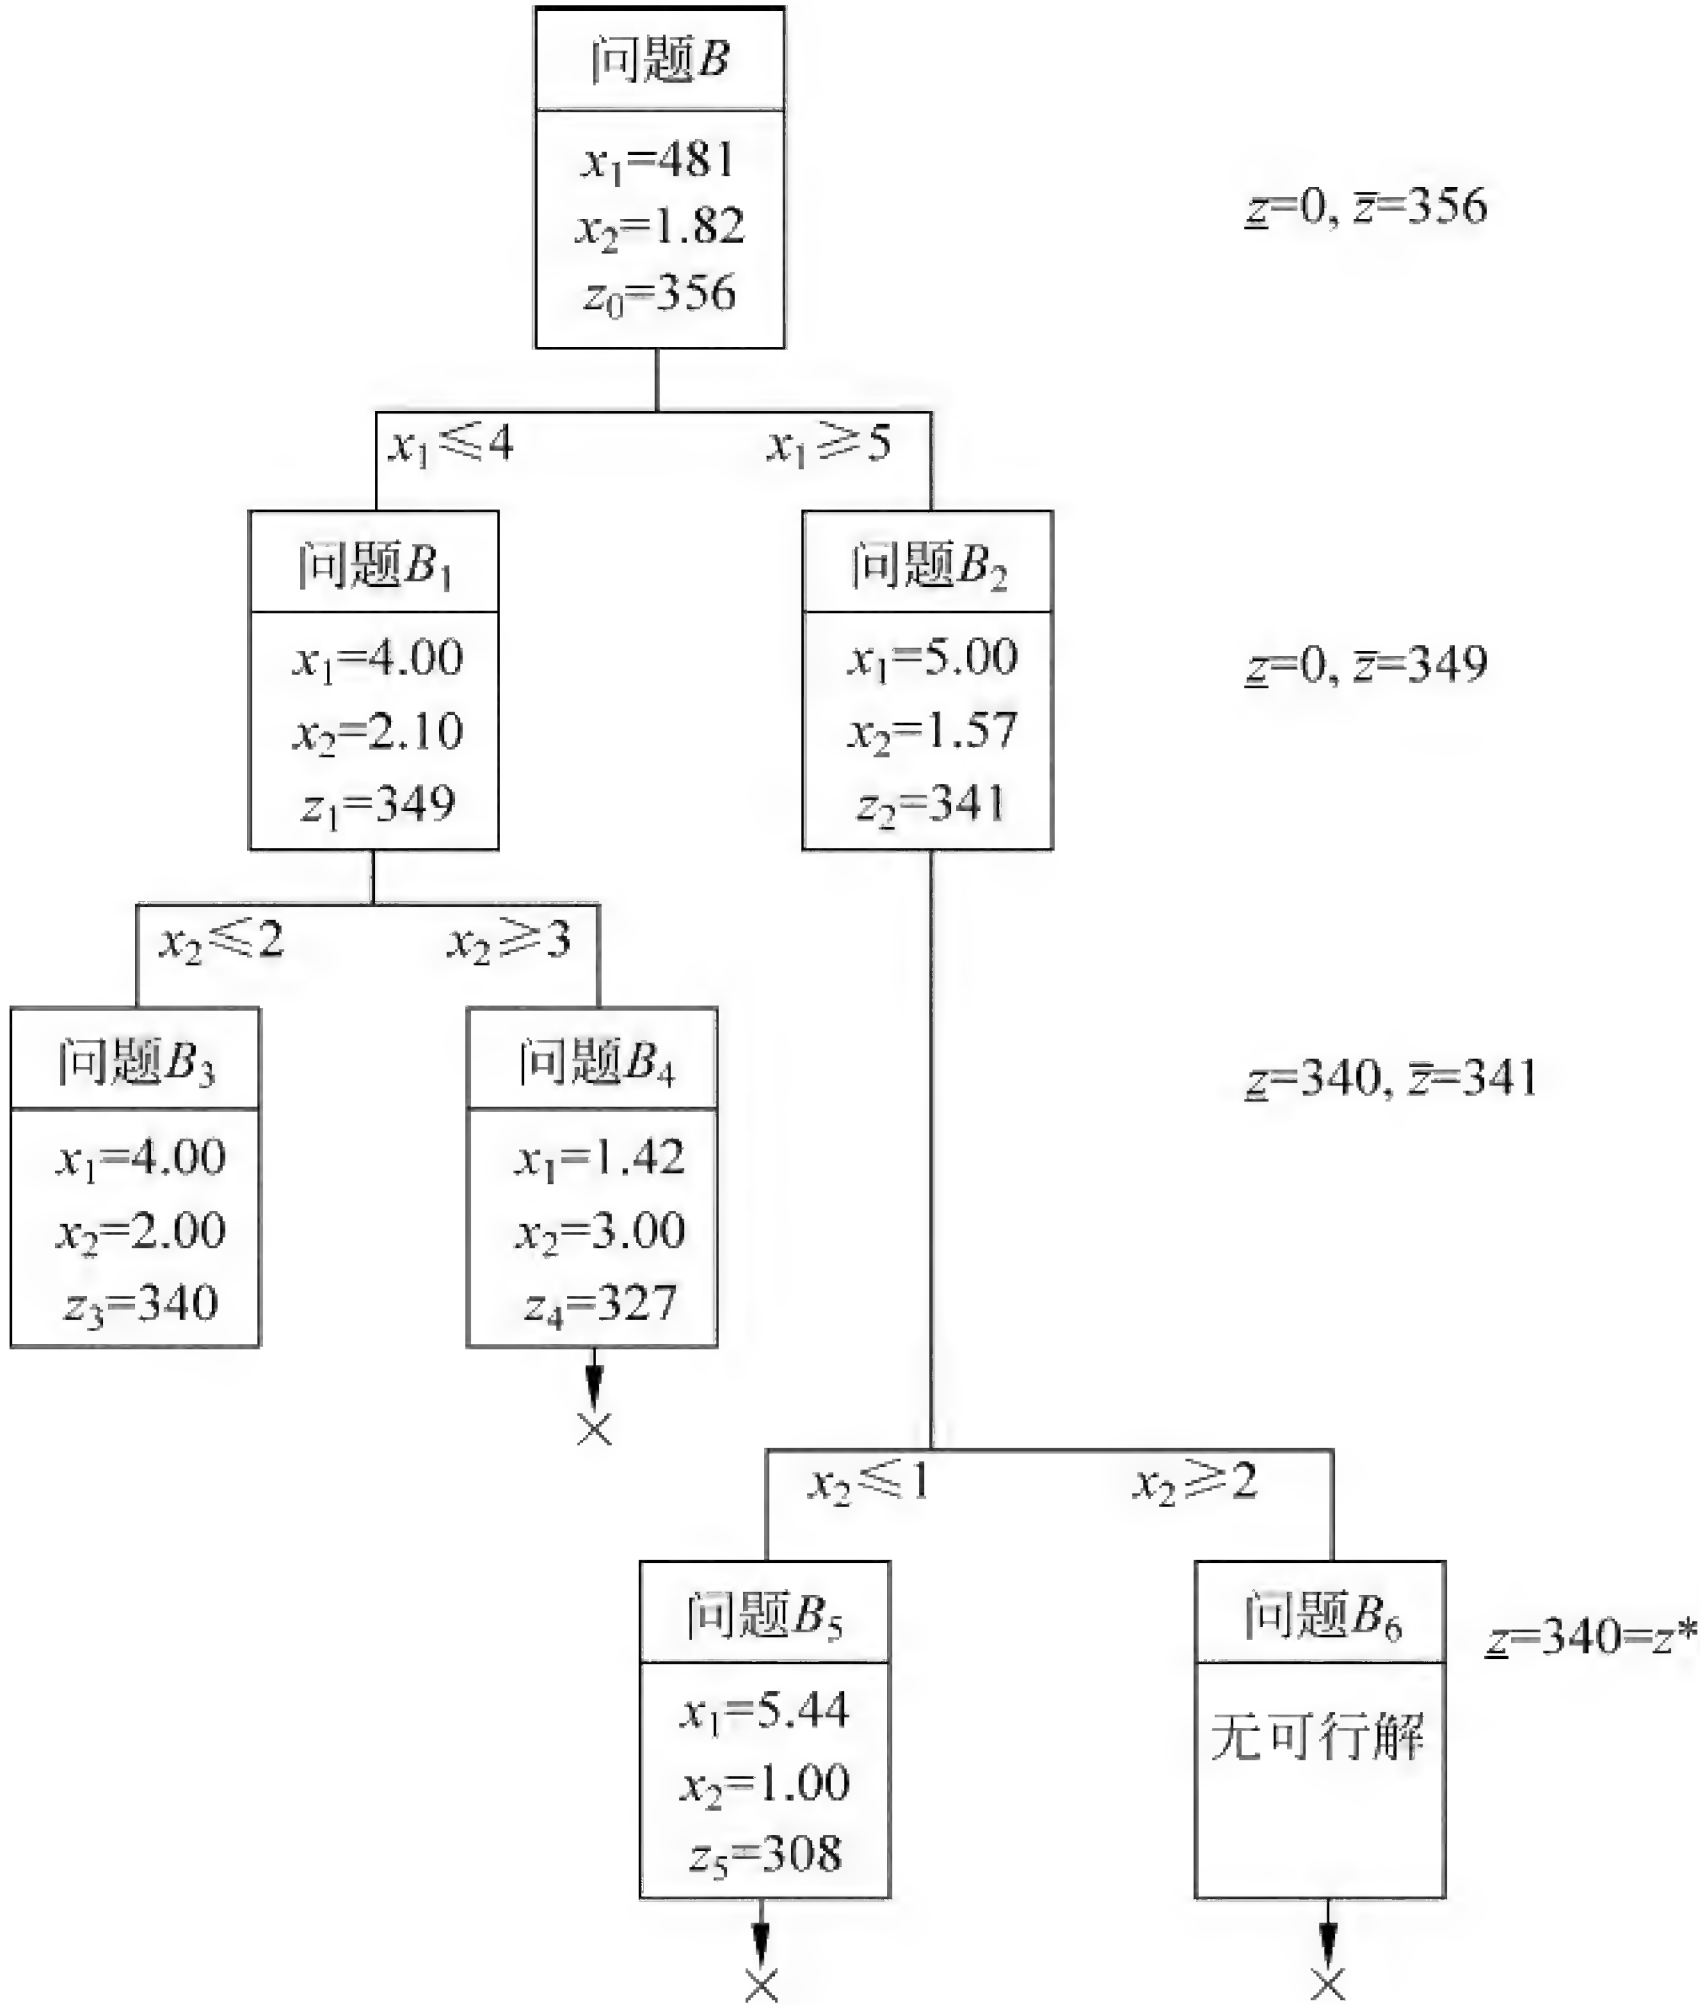 问题B
x₁=481
x₂=1.82
z₀=356
z̲=0, z̅=356
x₁≤4
x₁≥5
问题B₁
x₁=4.00
x₂=2.10
z₁=349
问题B₂
x₁=5.00
x₂=1.57
z₂=341
z̲=0, z̅=349
x₂≤2
x₂≥3
问题B₃
x₁=4.00
x₂=2.00
z₃=340
问题B₄
x₁=1.42
x₂=3.00
z₄=327
×
z̲=340, z̅=341
x₂≤1
x₂≥2
问题B₅
x₁=5.44
x₂=1.00
z₅=308
×
问题B₆
无可行解
×
z̲=340=z*